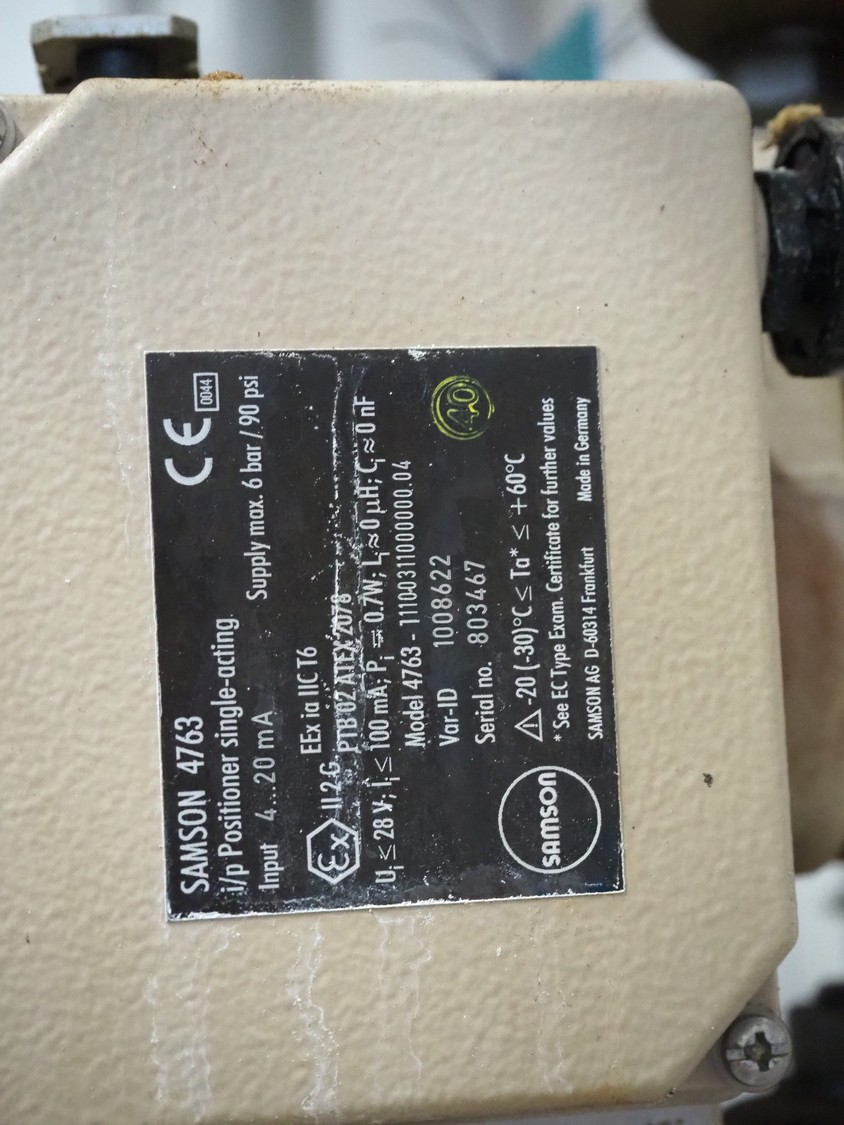 SAMSON 4763
CE 0044
i/p Positioner single-acting
Input 4...20 mA Supply max. 6 bar / 90 psi
Ex II 2 G EEx ia IIC T6
PTB 02 ATEX 2078
Ui ≤ 28 V; Ii ≤ 100 mA; Pi = 0.7W; Li ≈ 0 µH; Ci ≈ 0 nF
Model 4763 - 11100311000000.04
Var-ID 1008622
Serial no. 803467
40
⚠ -20 (-30)°C ≤ Ta* ≤ +60°C
* See EC Type Exam. Certificate for further values
SAMSON AG D-60314 Frankfurt Made in Germany
samson